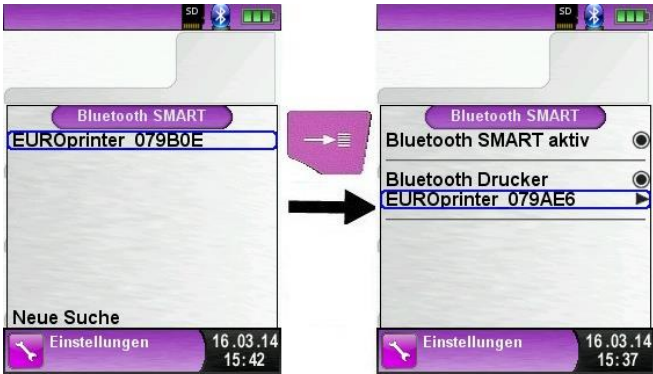 SD
Bluetooth SMART
EUROprinter 079B0E
Neue Suche
Einstellungen
16.03.14
15:42
SD
Bluetooth SMART
Bluetooth SMART aktiv
Bluetooth Drucker
EUROprinter 079AE6
Einstellungen
16.03.14
15:37